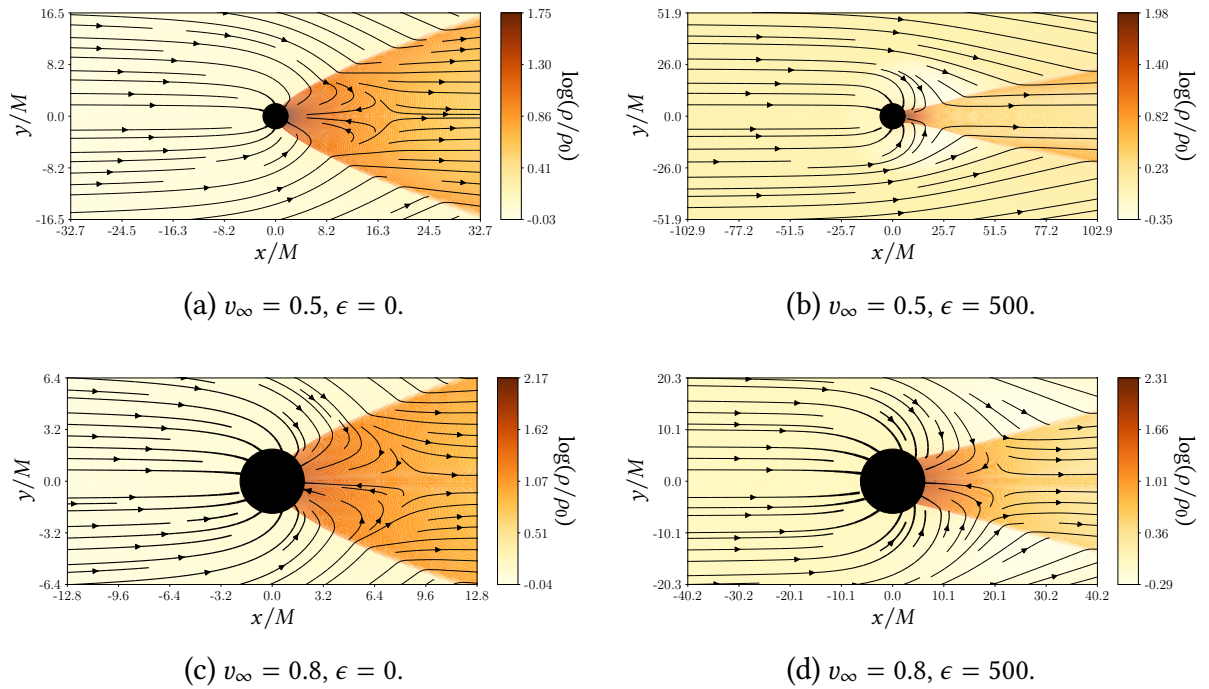 16.5
8.2
0.0
-8.2
-16.5
y/M
-32.7 -24.5 -16.3 -8.2 0.0 8.2 16.3 24.5 32.7
x/M
1.75
1.30
0.86
0.41
-0.03
log(ρ/ρ₀)
(a) v∞ = 0.5, ϵ = 0.
51.9
26.0
0.0
-26.0
-51.9
y/M
-102.9 -77.2 -51.5 -25.7 0.0 25.7 51.5 77.2 102.9
x/M
1.98
1.40
0.82
0.23
-0.35
log(ρ/ρ₀)
(b) v∞ = 0.5, ϵ = 500.
6.4
3.2
0.0
-3.2
-6.4
y/M
-12.8 -9.6 -6.4 -3.2 0.0 3.2 6.4 9.6 12.8
x/M
2.17
1.62
1.07
0.51
-0.04
log(ρ/ρ₀)
(c) v∞ = 0.8, ϵ = 0.
20.3
10.1
0.0
-10.1
-20.3
y/M
-40.2 -30.2 -20.1 -10.1 0.0 10.1 20.1 30.2 40.2
x/M
2.31
1.66
1.01
0.36
-0.29
log(ρ/ρ₀)
(d) v∞ = 0.8, ϵ = 500.